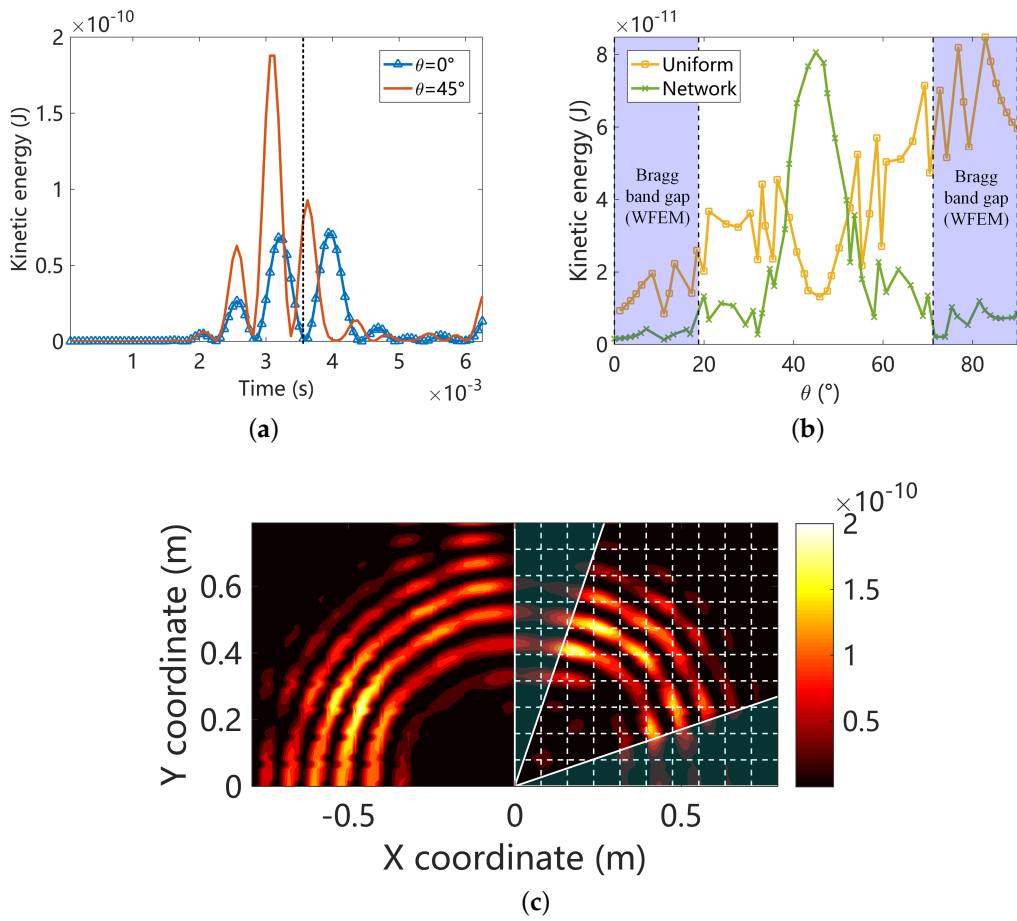 ×10⁻¹⁰
2
1.5
1
0.5
0
Kinetic energy (J)
θ=0°
θ=45°
1 2 3 4 5 6
Time (s)
×10⁻³
(a)
×10⁻¹¹
8
6
4
2
0
Kinetic energy (J)
Uniform
Network
Bragg
band gap
(WFEM)
Bragg
band gap
(WFEM)
0 20 40 60 80
θ (°)
(b)
0.6
0.4
0.2
0
Y coordinate (m)
-0.5 0 0.5
X coordinate (m)
×10⁻¹⁰
2
1.5
1
0.5
(c)